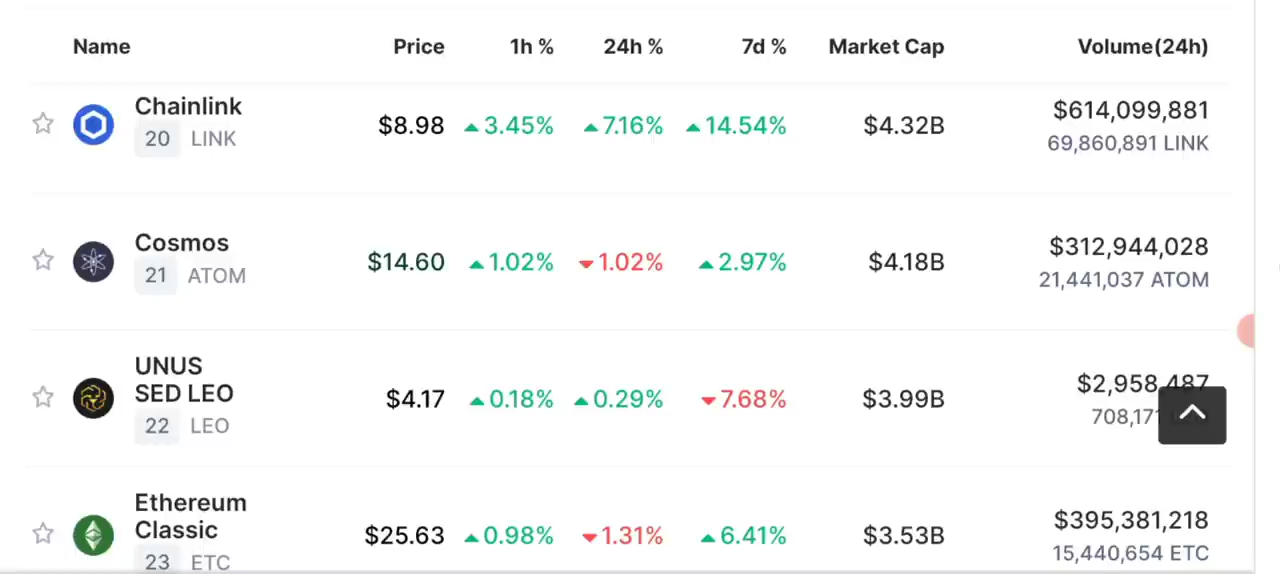 Name Price 1h % 24h % 7d % Market Cap Volume(24h)
Chainlink
20 LINK $8.98 3.45% 7.16% 14.54% $4.32B $614,099,881
69,860,891 LINK
Cosmos
21 ATOM $14.60 1.02% 1.02% 2.97% $4.18B $312,944,028
21,441,037 ATOM
UNUS
SED LEO
22 LEO $4.17 0.18% 0.29% 7.68% $3.99B $2,958,487
Ethereum
Classic
23 ETC $25.63 0.98% 1.31% 6.41% $3.53B $395,381,218
15,440,654 ETC